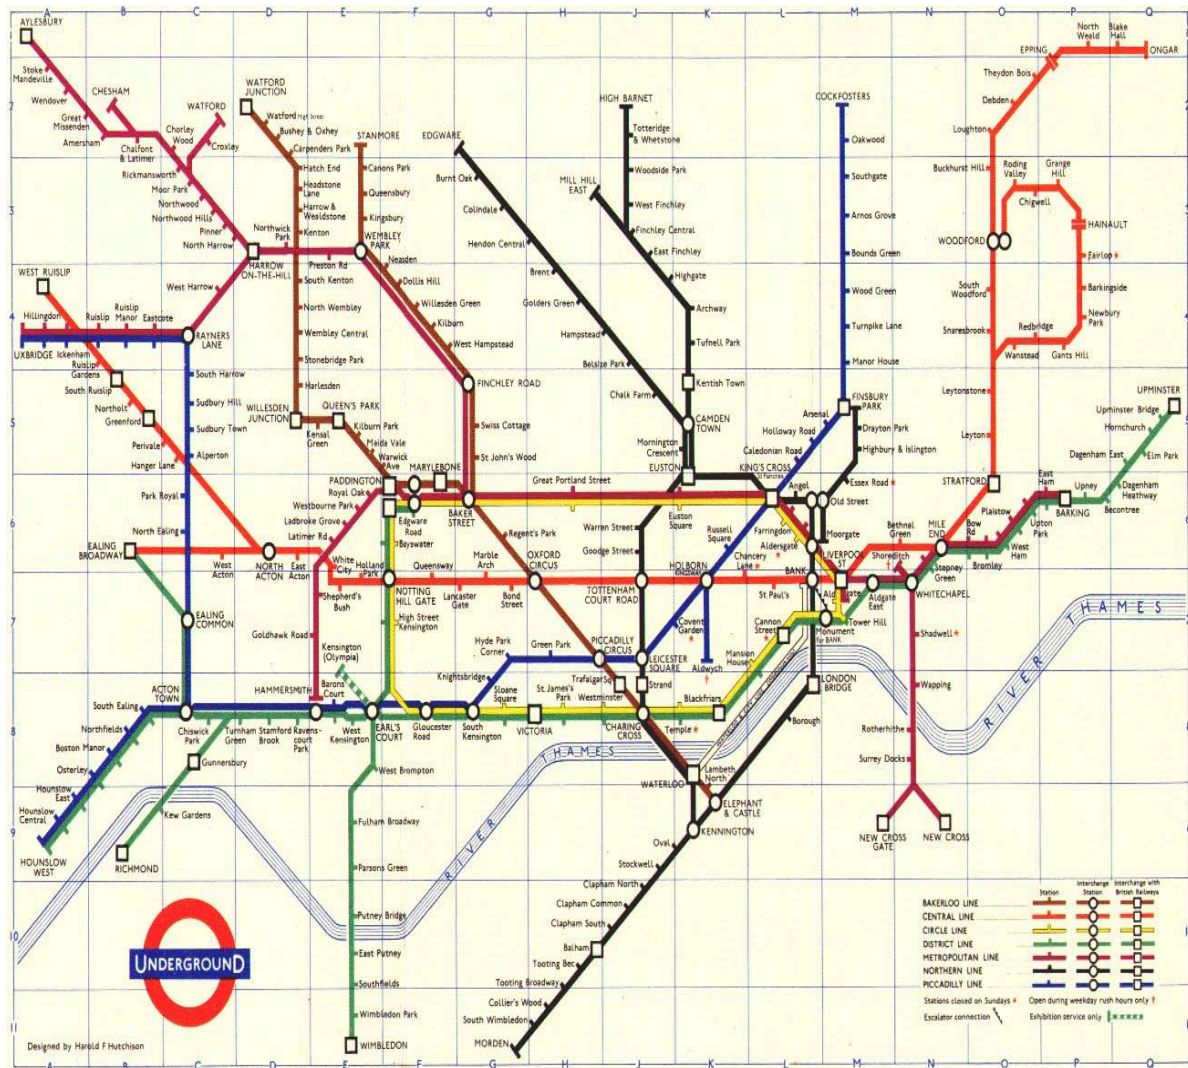 A B C D E F G H J K L M N O P Q
AYLESBURY
Stoke
Mandeville
Wendover
Great
Missenden
Amersham
CHESHAM
Chalfont
& Latimer
Chorley
Wood
WATFORD
Croxley
Rickmansworth
Moor Park
Northwood
Northwood Hills
Pinner
North Harrow
HARROW
ON-THE-HILL
Northwick
Park
Preston Rd
WEMBLEY
PARK
West Harrow
RAYNERS
LANE
WATFORD
JUNCTION
Watford High Street
Bushey & Oxhey
Carpenders Park
Hatch End
Headstone
Lane
Harrow &
Wealdstone
Kenton
South Kenton
North Wembley
Wembley Central
Stonebridge Park
Harlesden
WILLESDEN
JUNCTION
Kensal
Green
QUEEN'S PARK
Kilburn Park
Maida Vale
Warwick
Ave
PADDINGTON
STANMORE
Canons Park
Queensbury
Kingsbury
Neasden
Dollis Hill
Willesden Green
Kilburn
West Hampstead
FINCHLEY ROAD
Swiss Cottage
St John's Wood
MARYLEBONE
BAKER
STREET
EDGWARE
Burnt Oak
Colindale
Hendon Central
Brent
Golders Green
Hampstead
Belsize Park
Chalk Farm
CAMDEN
TOWN
HIGH BARNET
Totteridge
& Whetstone
Woodside Park
West Finchley
MILL HILL
EAST
Finchley Central
East Finchley
Highgate
Archway
Tufnell Park
Kentish Town
Mornington
Crescent
EUSTON
COCKFOSTERS
Oakwood
Southgate
Arnos Grove
Bounds Green
Wood Green
Turnpike Lane
Manor House
FINSBURY
PARK
Arsenal
Holloway Road
Caledonian Road
KING'S CROSS
St Pancras
Drayton Park
Highbury & Islington
Essex Road
Old Street
Angel
Moorgate
EPPING
North
Weald
Blake
Hall
ONGAR
Theydon Bois
Debden
Loughton
Buckhurst Hill
Roding
Valley
Chigwell
Grange
Hill
HAINAULT
Fairlop
Barkingside
Newbury
Park
Gants Hill
Redbridge
Wanstead
WOODFORD
South
Woodford
Snaresbrook
Leytonstone
Leyton
STRATFORD
UPMINSTER
Upminster Bridge
Hornchurch
Elm Park
Dagenham East
Dagenham
Heathway
Becontree
Upney
BARKING
East
Ham
Upton
Park
Plaistow
West
Ham
Bow
Rd
Bromley
MILE
END
Stepney
Green
Bethnal
Green
Shoreditch
WHITECHAPEL
WEST RUISLIP
Hillingdon
Ruislip
Ruislip
Manor
Eastcote
UXBRIDGE
Ickenham
Ruislip
Gardens
South Ruislip
Northolt
Greenford
Perivale
Hanger Lane
South Harrow
Sudbury Hill
Sudbury Town
Alperton
Park Royal
North Ealing
EALING
BROADWAY
West
Acton
NORTH
ACTON
East
Acton
White
City
EALING
COMMON
ACTON
TOWN
Royal Oak
Westbourne Park
Ladbroke Grove
Latimer Rd
Shepherd's
Bush
Goldhawk Road
HAMMERSMITH
Kensington
(Olympia)
Barons
Court
Holland
Park
NOTTING
HILL GATE
High Street
Kensington
Edgware
Road
Bayswater
Queensway
Lancaster
Gate
Marble
Arch
Bond
Street
Regent's Park
OXFORD
CIRCUS
Great Portland Street
Euston
Square
Warren Street
Goodge Street
TOTTENHAM
COURT ROAD
Russell
Square
HOLBORN
KINGSWAY
Chancery
Lane
Farringdon
Aldersgate
St Paul's
BANK
LIVERPOOL
ST
Aldgate
Aldgate
East
Tower Hill
Monument
for BANK
Cannon
Street
Mansion
House
Blackfriars
Temple
Covent
Garden
Aldwych
Hyde Park
Corner
Green Park
PICCADILLY
CIRCUS
LEICESTER
SQUARE
Knightsbridge
Trafalgar Sq
Strand
Sloane
Square
St. James's
Park
Westminster
VICTORIA
CHARING
CROSS
SOUTH
KENSINGTON
Gloucester
Road
EARL'S
COURT
West
Kensington
Ravens-
court Park
Stamford
Brook
Turnham
Green
Chiswick
Park
Gunnersbury
Kew Gardens
RICHMOND
South Ealing
Northfields
Boston Manor
Osterley
Hounslow
East
Hounslow
Central
HOUNSLOW
WEST
West Brompton
Fulham Broadway
Parsons Green
Putney Bridge
East Putney
Southfields
Wimbledon Park
WIMBLEDON
WATERLOO
Lambeth
North
ELEPHANT
& CASTLE
KENNINGTON
LONDON
BRIDGE
Borough
Oval
Stockwell
Clapham North
Clapham Common
Clapham South
Balham
Tooting Bec
Tooting Broadway
Collier's Wood
South Wimbledon
MORDEN
Shadwell
Wapping
Rotherhithe
Surrey Docks
NEW CROSS
GATE
NEW CROSS
RIVER THAMES
RIVER THAMES
UNDERGROUND
Designed by Harold F Hutchison
Station
Interchange
Station
Interchange with
British Railways
BAKERLOO LINE
CENTRAL LINE
CIRCLE LINE
DISTRICT LINE
METROPOLITAN LINE
NORTHERN LINE
PICCADILLY LINE
Stations closed on Sundays *
Open during weekday rush hours only †
Escalator connection
Exhibition service only
2
3
4
5
6
7
8
9
10
11
A B C D E F G H J K L M N O P Q